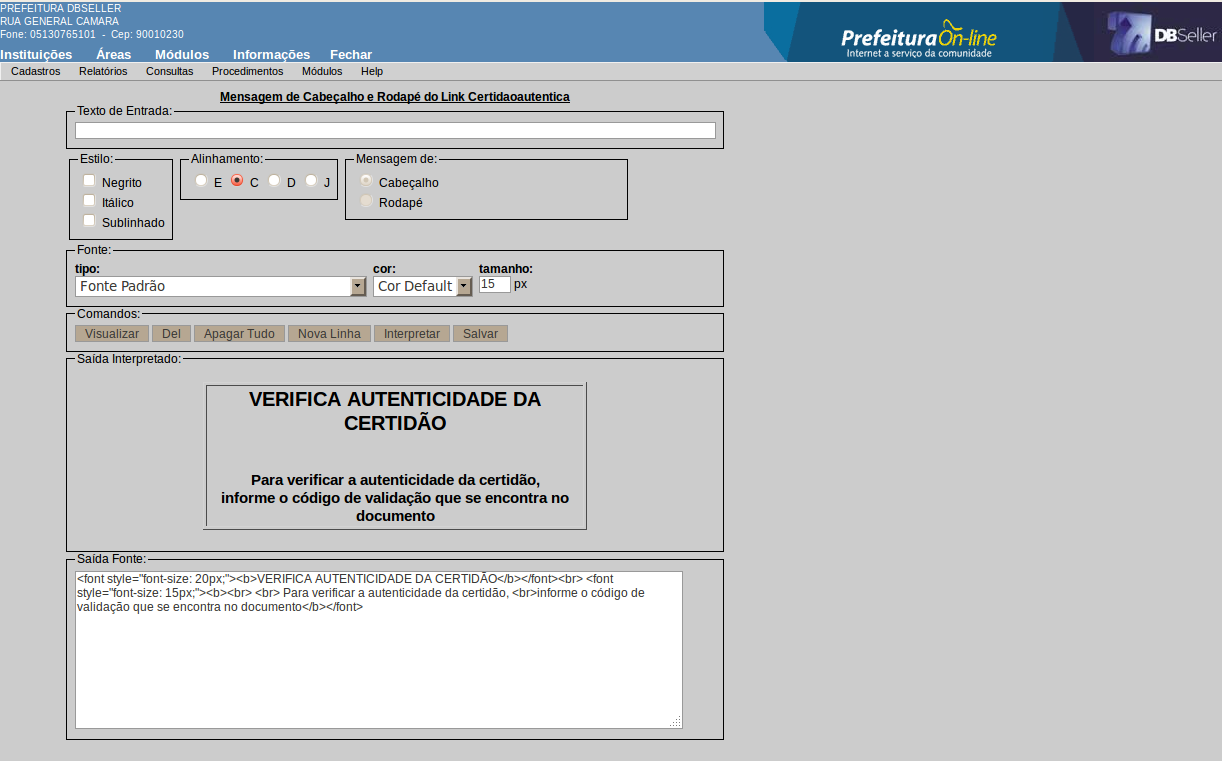 PREFEITURA DBSELLER
RUA GENERAL CAMARA
Fone: 05130765101 - Cep: 90010230
PrefeituraOn-line
Internet a serviço da comunidade
DBSeller
Instituições Áreas Módulos Informações Fechar
Cadastros Relatórios Consultas Procedimentos Módulos Help
Mensagem de Cabeçalho e Rodapé do Link Certidaoautentica
Texto de Entrada:
Estilo: Alinhamento: Mensagem de:
Negrito E C D J Cabeçalho
Itálico Rodapé
Sublinhado
Fonte:
tipo: cor: tamanho:
Fonte Padrão Cor Default 15 px
Comandos:
Visualizar Del Apagar Tudo Nova Linha Interpretar Salvar
Saída Interpretado:
VERIFICA AUTENTICIDADE DA
CERTIDÃO
Para verificar a autenticidade da certidão,
informe o código de validação que se encontra no
documento
Saída Fonte:
<font style="font-size: 20px;"><b>VERIFICA AUTENTICIDADE DA CERTIDÃO</b></font><br> <font
style="font-size: 15px;"><b><br> <br> Para verificar a autenticidade da certidão, <br>informe o código de
validação que se encontra no documento</b></font>